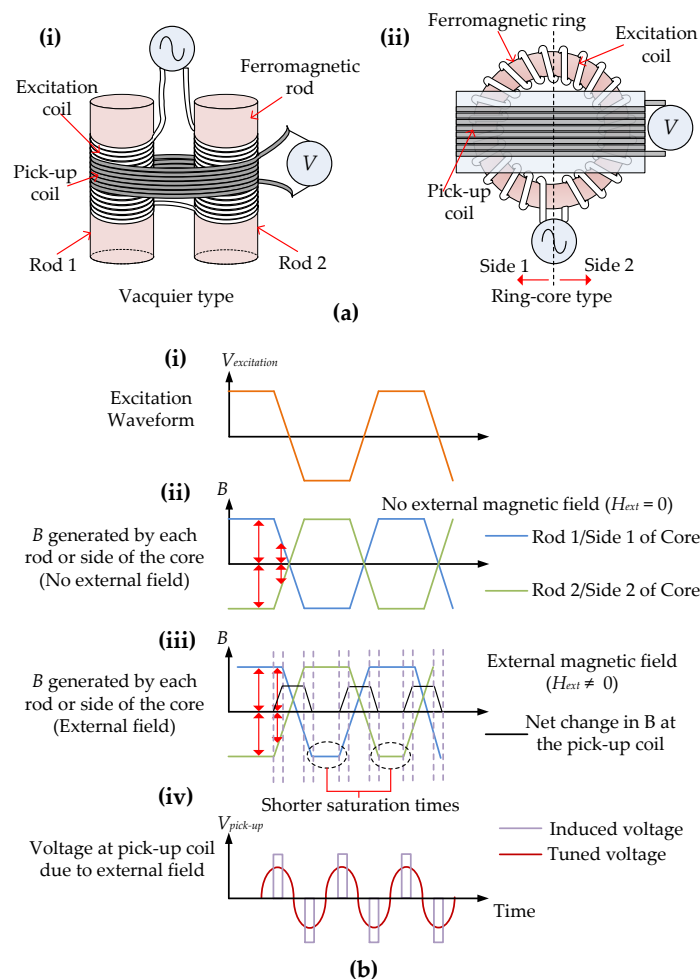 (i)
Excitation
coil
Ferromagnetic
rod
Pick-up
coil
V
Rod 1
Rod 2
Vacquier type
(ii)
Ferromagnetic ring
Excitation
coil
V
Pick-up
coil
Side 1
Side 2
Ring-core type
(a)
(i)
Vexcitation
Excitation
Waveform
(ii)
B
No external magnetic field (Hext = 0)
B generated by each
rod or side of the core
(No external field)
Rod 1/Side 1 of Core
Rod 2/Side 2 of Core
(iii)
B
B generated by each
rod or side of the core
(External field)
External magnetic field
(Hext ≠ 0)
Net change in B at
the pick-up coil
Shorter saturation times
(iv)
Vpick-up
Voltage at pick-up coil
due to external field
Induced voltage
Tuned voltage
Time
(b)